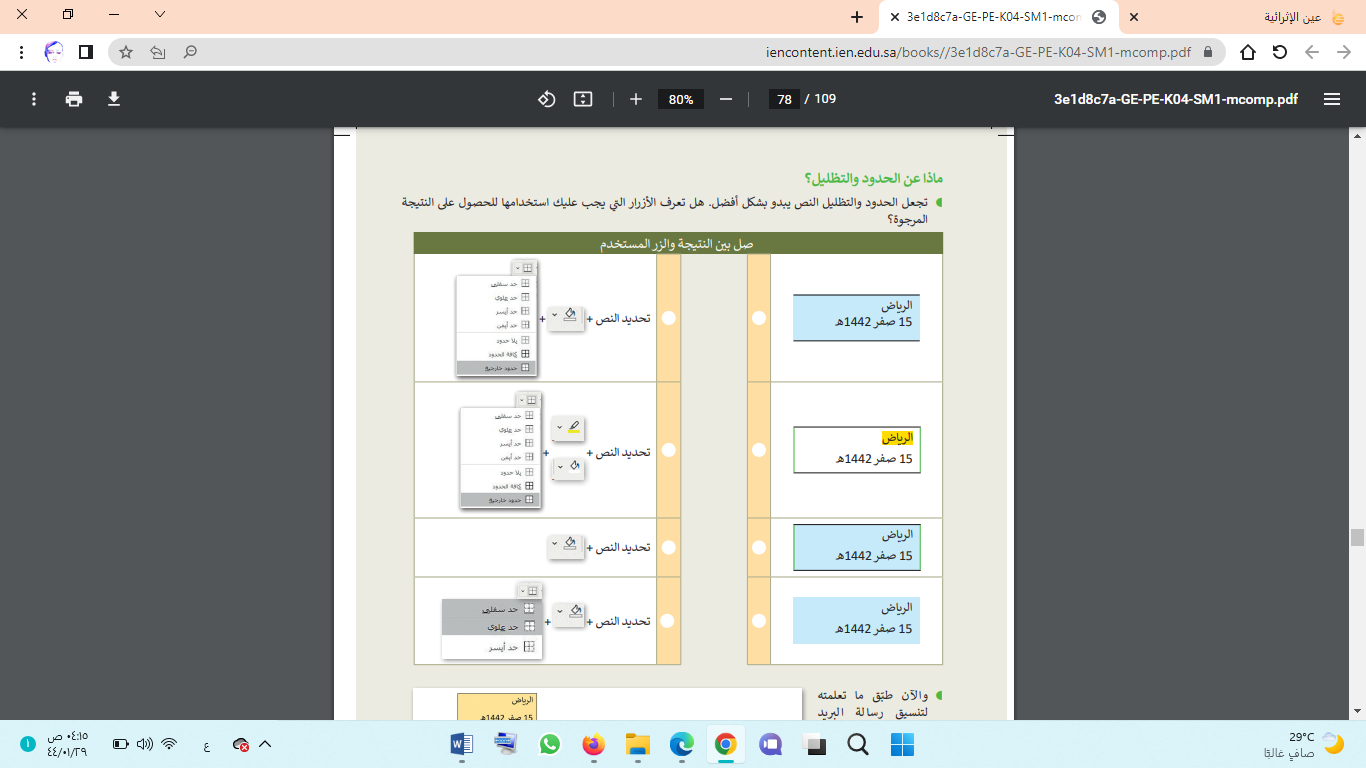 عين الإثرائية
3e1d8c7a-GE-PE-K04-SM1-mcom
iencontent.ien.edu.sa/books//3e1d8c7a-GE-PE-K04-SM1-mcomp.pdf
3e1d8c7a-GE-PE-K04-SM1-mcomp.pdf
78 / 109
80%
ماذا عن الحدود والتظليل؟
تجعل الحدود والتظليل النص يبدو بشكل أفضل. هل تعرف الأزرار التي يجب عليك استخدامها للحصول على النتيجة
المرجوة؟
صل بين النتيجة والزر المستخدم
الرياض
15 صفر 1442هـ
تحديد النص + +
حد سفلي
حد علوي
حد أيسر
حد أيمن
بلا حدود
كافة الحدود
حدود خارجية
الرياض
15 صفر 1442هـ
تحديد النص + +
حد سفلي
حد علوي
حد أيسر
حد أيمن
بلا حدود
كافة الحدود
حدود خارجية
الرياض
15 صفر 1442هـ
تحديد النص +
الرياض
15 صفر 1442هـ
تحديد النص + +
حد سفلي
حد علوي
حد أيسر
والآن طبّق ما تعلمته
لتنسيق رسالة البريد
الرياض
15 صفر 1442هـ
29°C
صافٍ غالبًا
ع
٠٤:١٥ ص
٤٤/٠١/٢٩
١